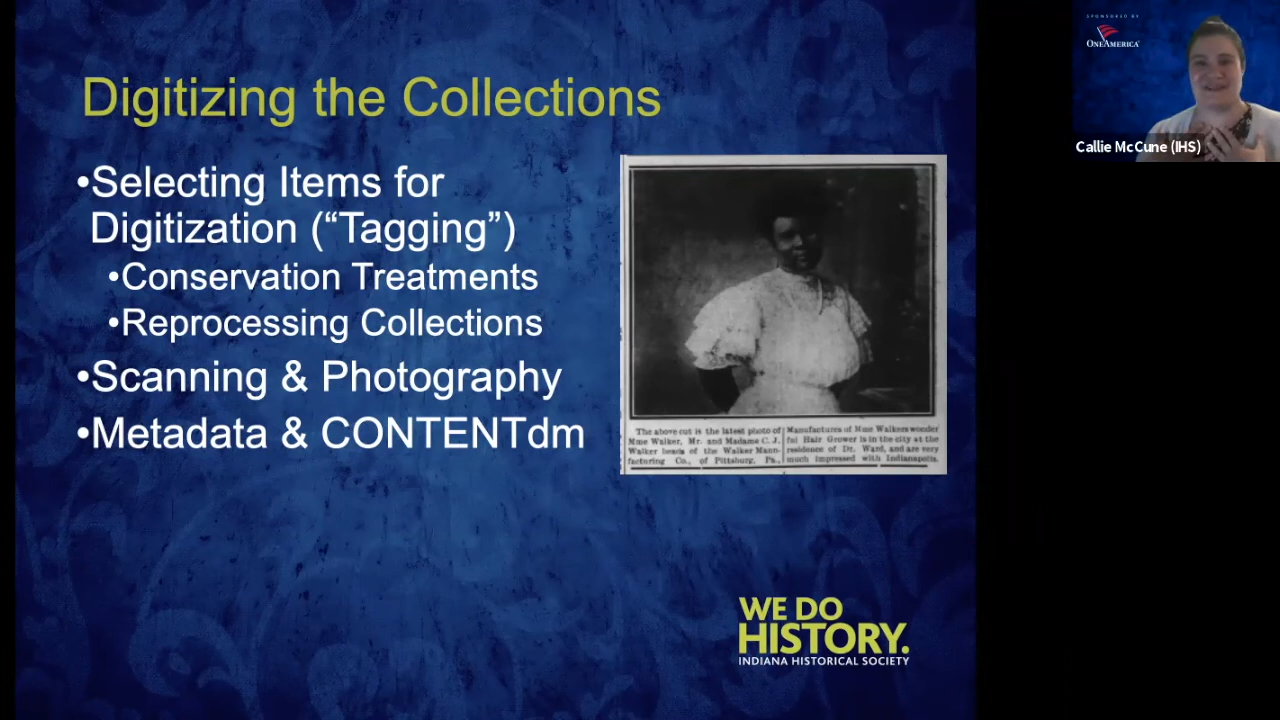 SPONSORED BY
ONEAMERICA
Callie McCune (IHS)
Digitizing the Collections
•Selecting Items for
Digitization (“Tagging”)
•Conservation Treatments
•Reprocessing Collections
•Scanning & Photography
•Metadata & CONTENTdm
The above cut is the latest photo of
Mme Walker, Mr. and Madame C. J.
Walker heads of the Walker Manu-
facturing Co., of Pittsburg, Pa.,
Manufactures of Mme Walkers wonder
ful Hair Grower is in the city at the
residence of Dr. Ward, and are very
much impressed with Indianapolis.
WE DO
HISTORY.
INDIANA HISTORICAL SOCIETY